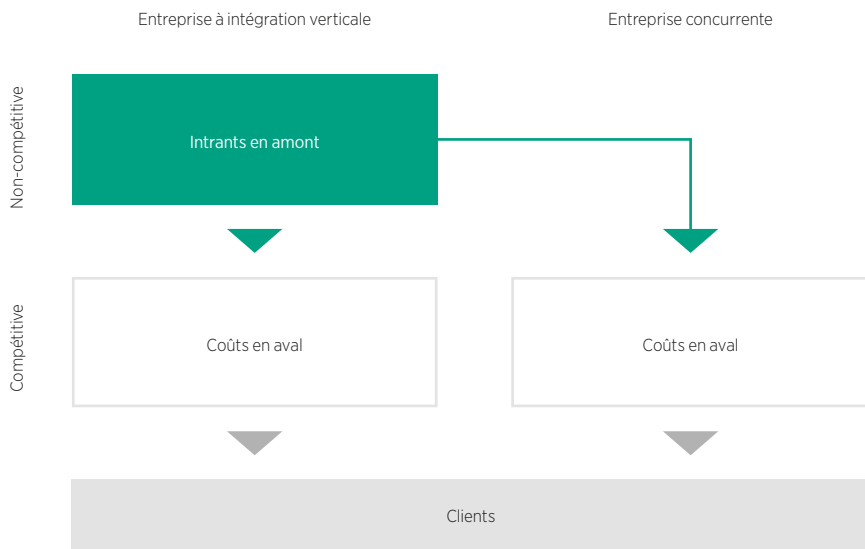 Entreprise à intégration verticale
Entreprise concurrente
Non-compétitive
Intrants en amont
Compétitive
Coûts en aval
Coûts en aval
Clients